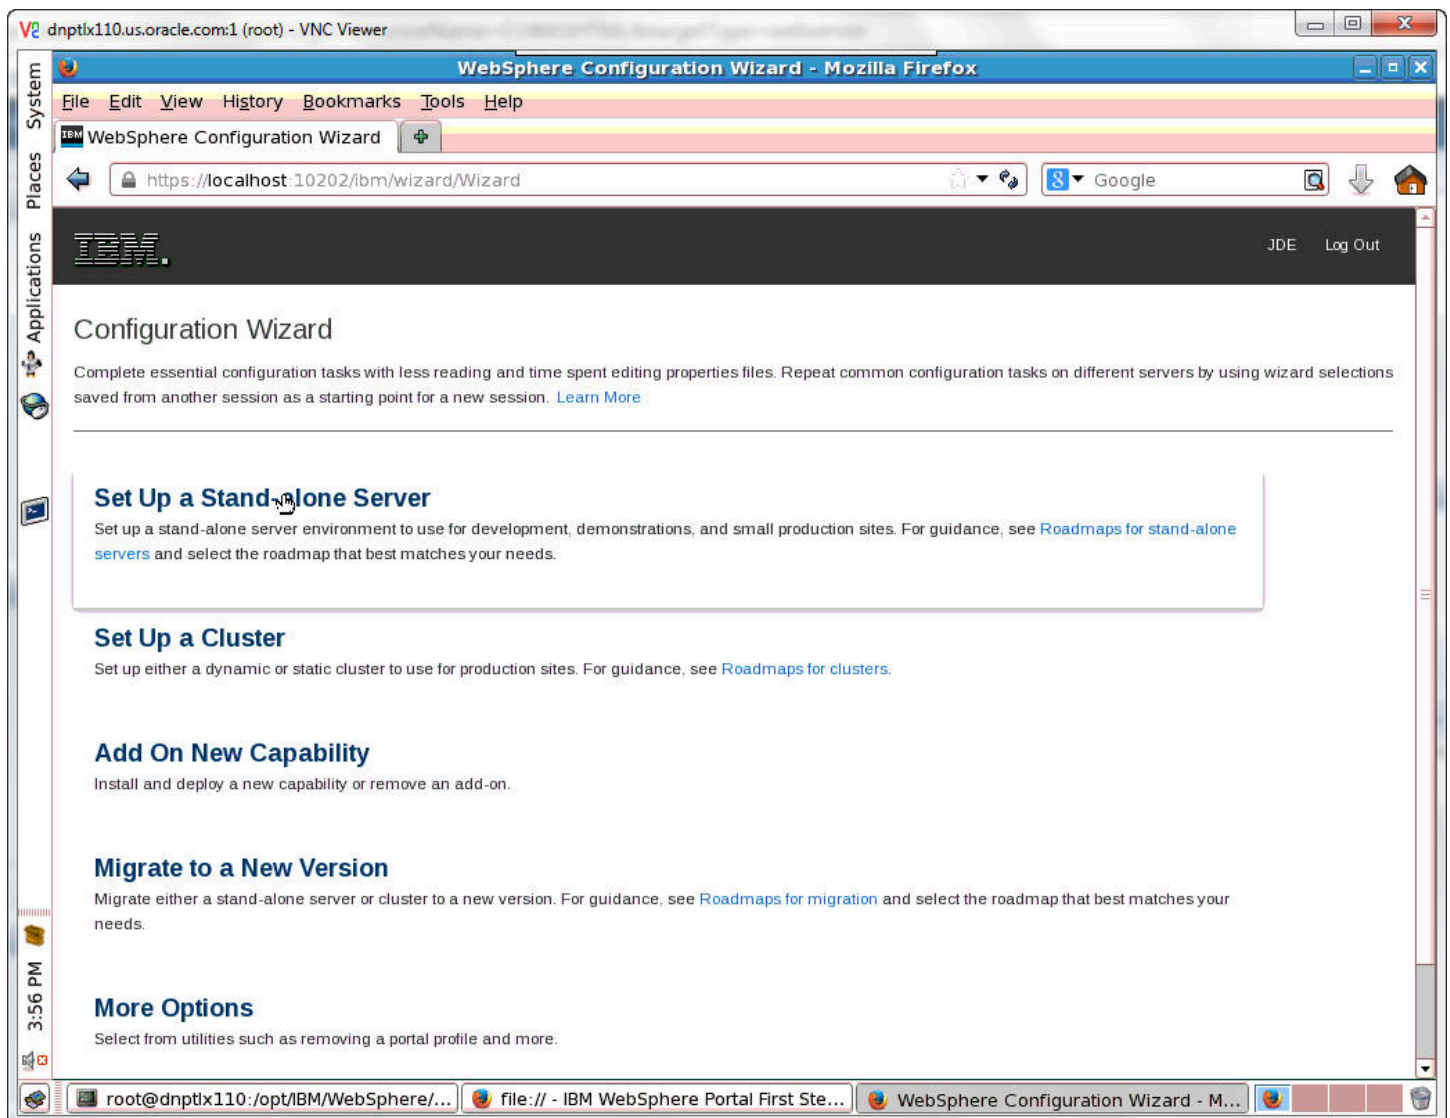 dnptlx110.us.oracle.com:1 (root) - VNC Viewer
WebSphere Configuration Wizard - Mozilla Firefox
File Edit View History Bookmarks Tools Help
IBM WebSphere Configuration Wizard
https://localhost:10202/ibm/wizard/Wizard
8 Google
System
Places
Applications
IBM.
JDE Log Out
Configuration Wizard
Complete essential configuration tasks with less reading and time spent editing properties files. Repeat common configuration tasks on different servers by using wizard selections
saved from another session as a starting point for a new session. Learn More
Set Up a Stand-alone Server
Set up a stand-alone server environment to use for development, demonstrations, and small production sites. For guidance, see Roadmaps for stand-alone
servers and select the roadmap that best matches your needs.
Set Up a Cluster
Set up either a dynamic or static cluster to use for production sites. For guidance, see Roadmaps for clusters.
Add On New Capability
Install and deploy a new capability or remove an add-on.
Migrate to a New Version
Migrate either a stand-alone server or cluster to a new version. For guidance, see Roadmaps for migration and select the roadmap that best matches your
needs.
More Options
Select from utilities such as removing a portal profile and more.
3:56 PM
root@dnptlx110:/opt/IBM/WebSphere/...
file:// - IBM WebSphere Portal First Ste...
WebSphere Configuration Wizard - M...